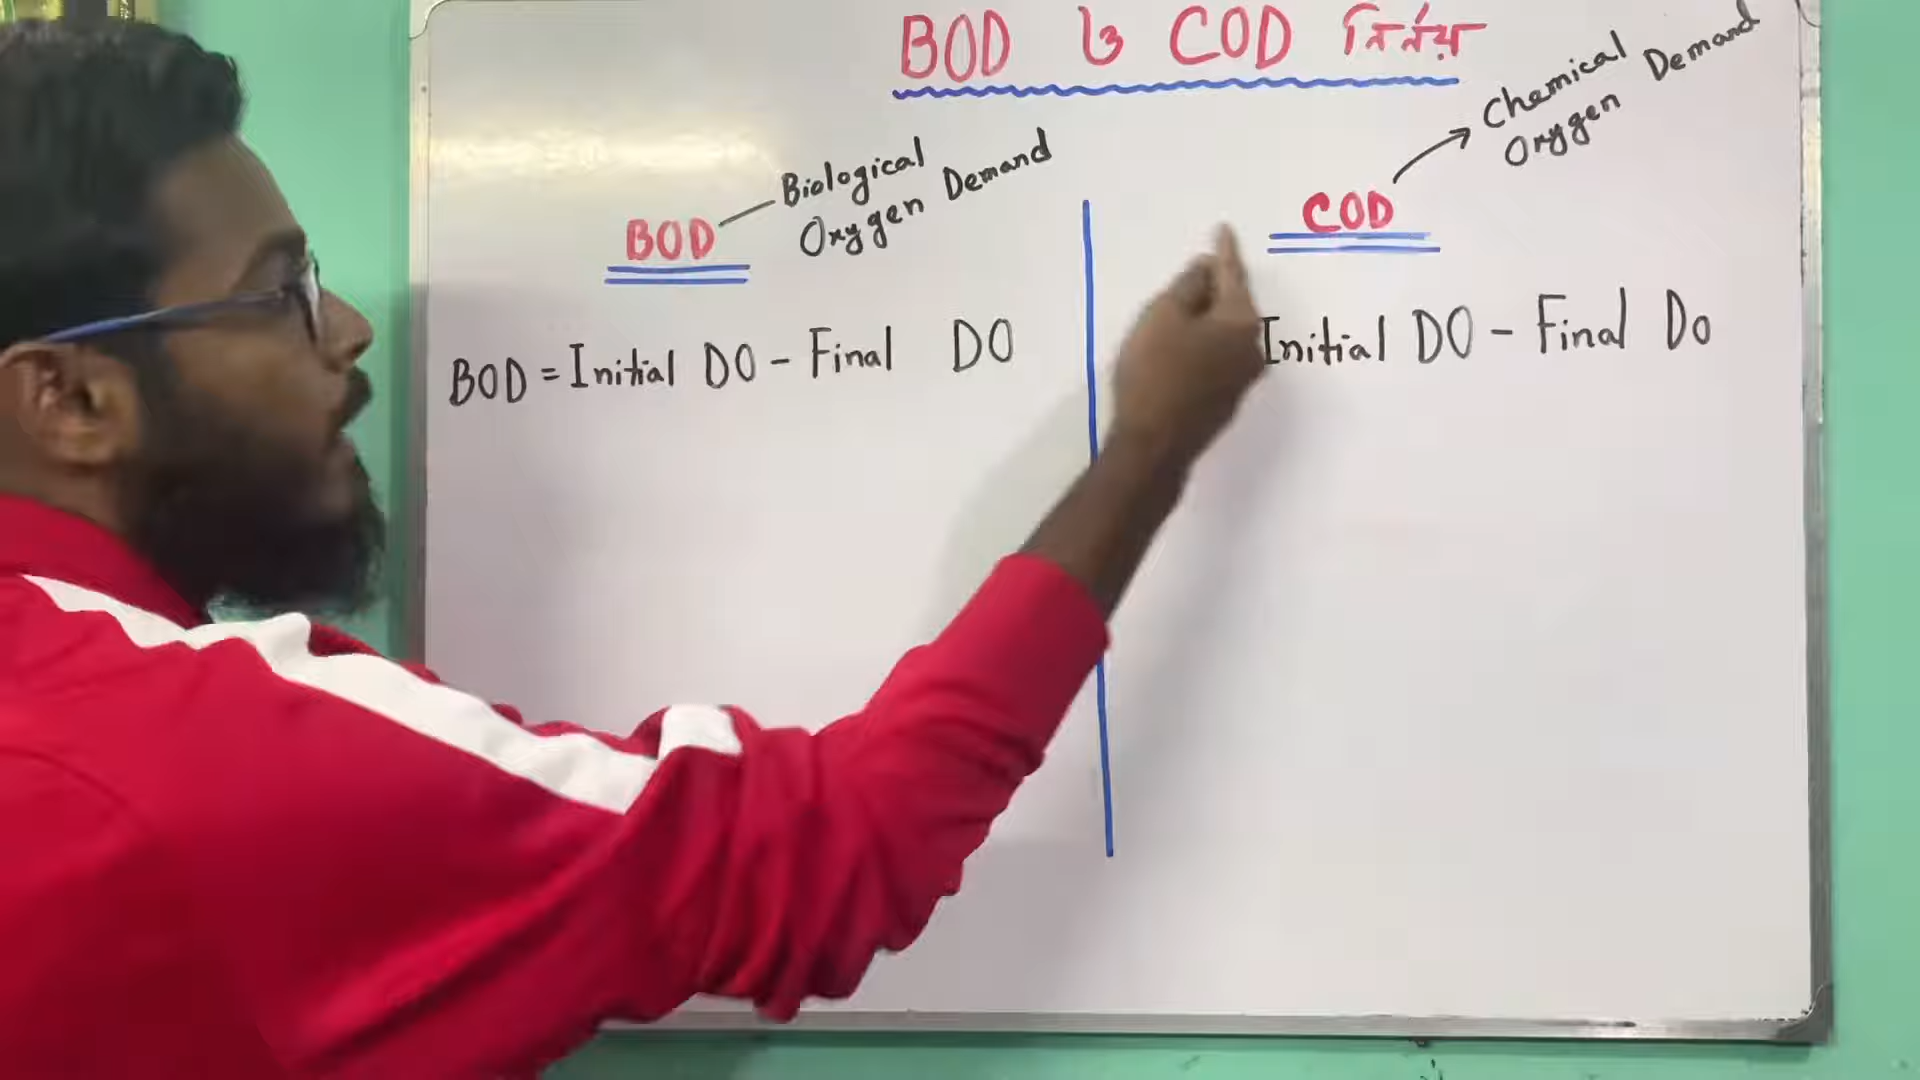 BOD ও COD নির্নয়
BOD
Biological
Oxygen Demand
BOD = Initial DO - Final DO
COD
Chemical
Oxygen Demand
Initial DO - Final Do